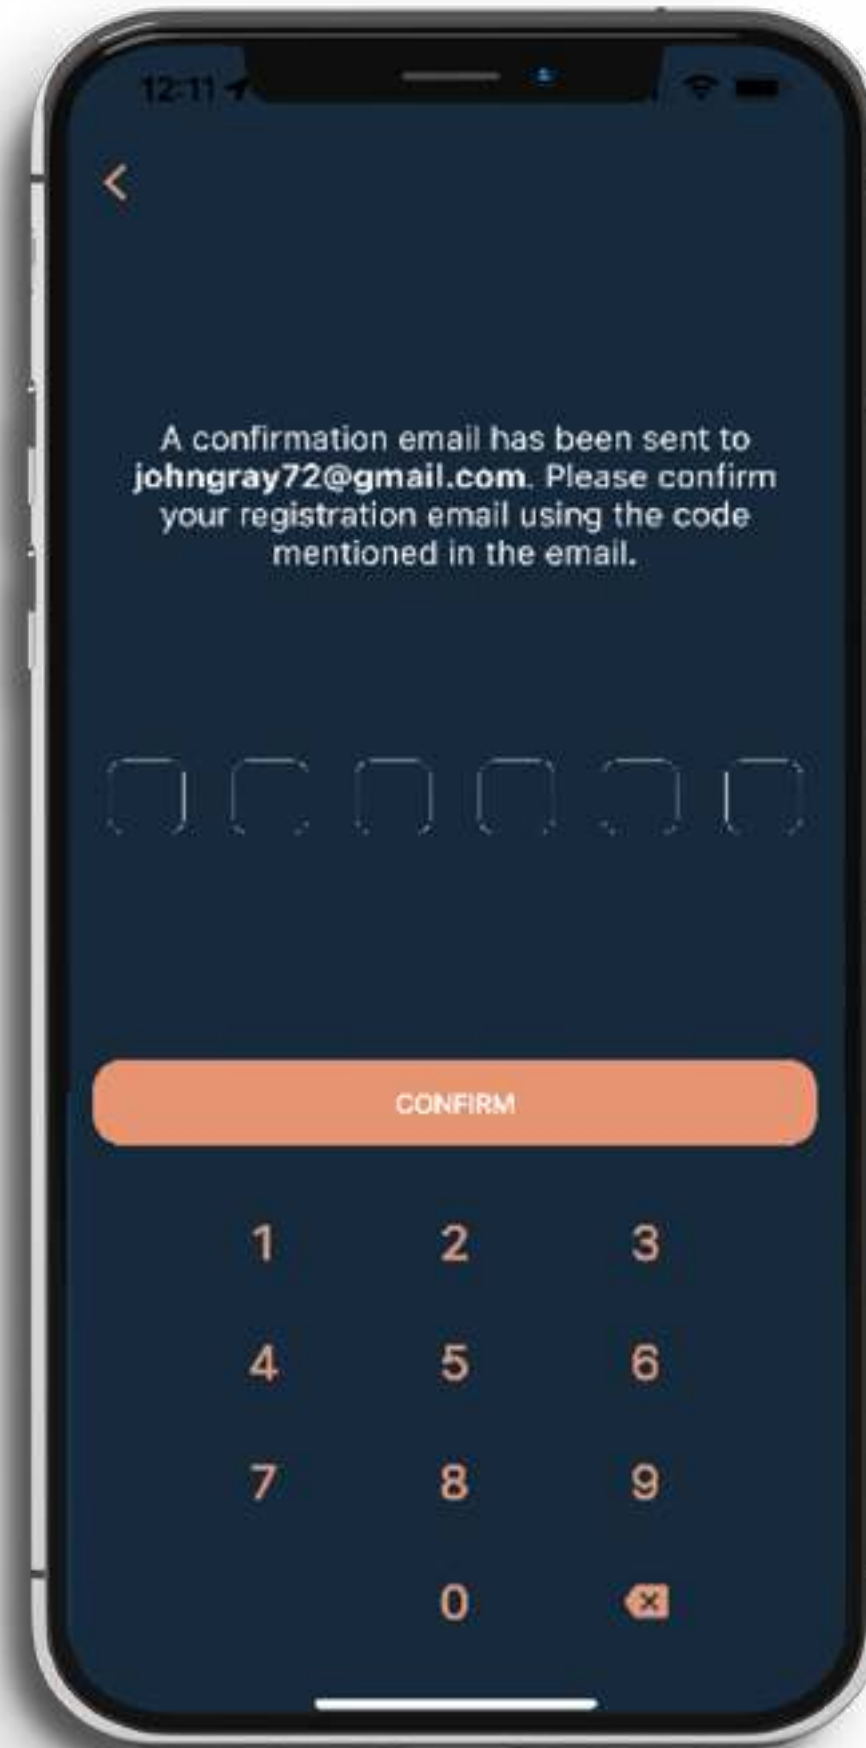 12:11
A confirmation email has been sent to
johngray72@gmail.com. Please confirm
your registration email using the code
mentioned in the email.
CONFIRM
1 2 3
4 5 6
7 8 9
0